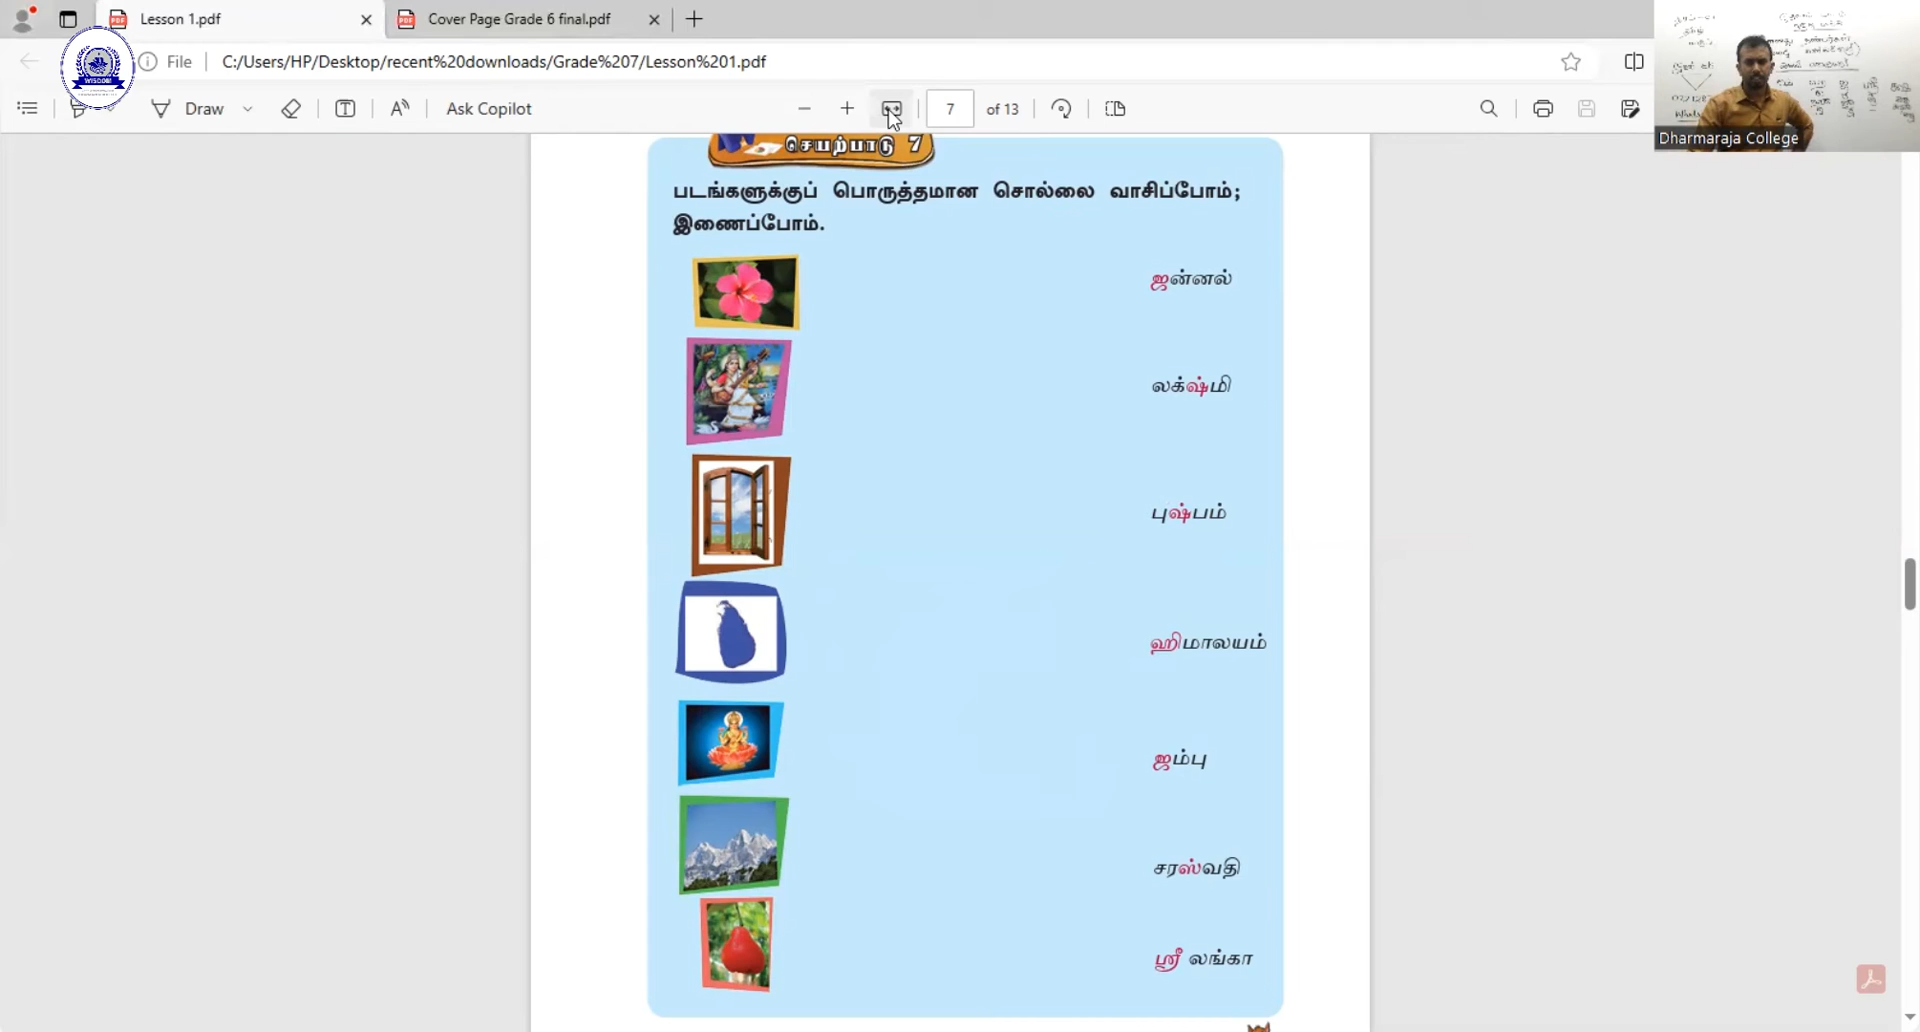 Lesson 1.pdf
Cover Page Grade 6 final.pdf
WISDOM
File
C:/Users/HP/Desktop/recent%20downloads/Grade%207/Lesson%201.pdf
Draw
Ask Copilot
7 of 13
Dharmaraja College
செயற்பாடு 7
படங்களுக்குப் பொருத்தமான சொல்லை வாசிப்போம்;
இணைப்போம்.
ஜன்னல்
லக்ஷ்மி
புஷ்பம்
ஹிமாலயம்
ஜம்பு
சரஸ்வதி
ஸ்ரீ லங்கா